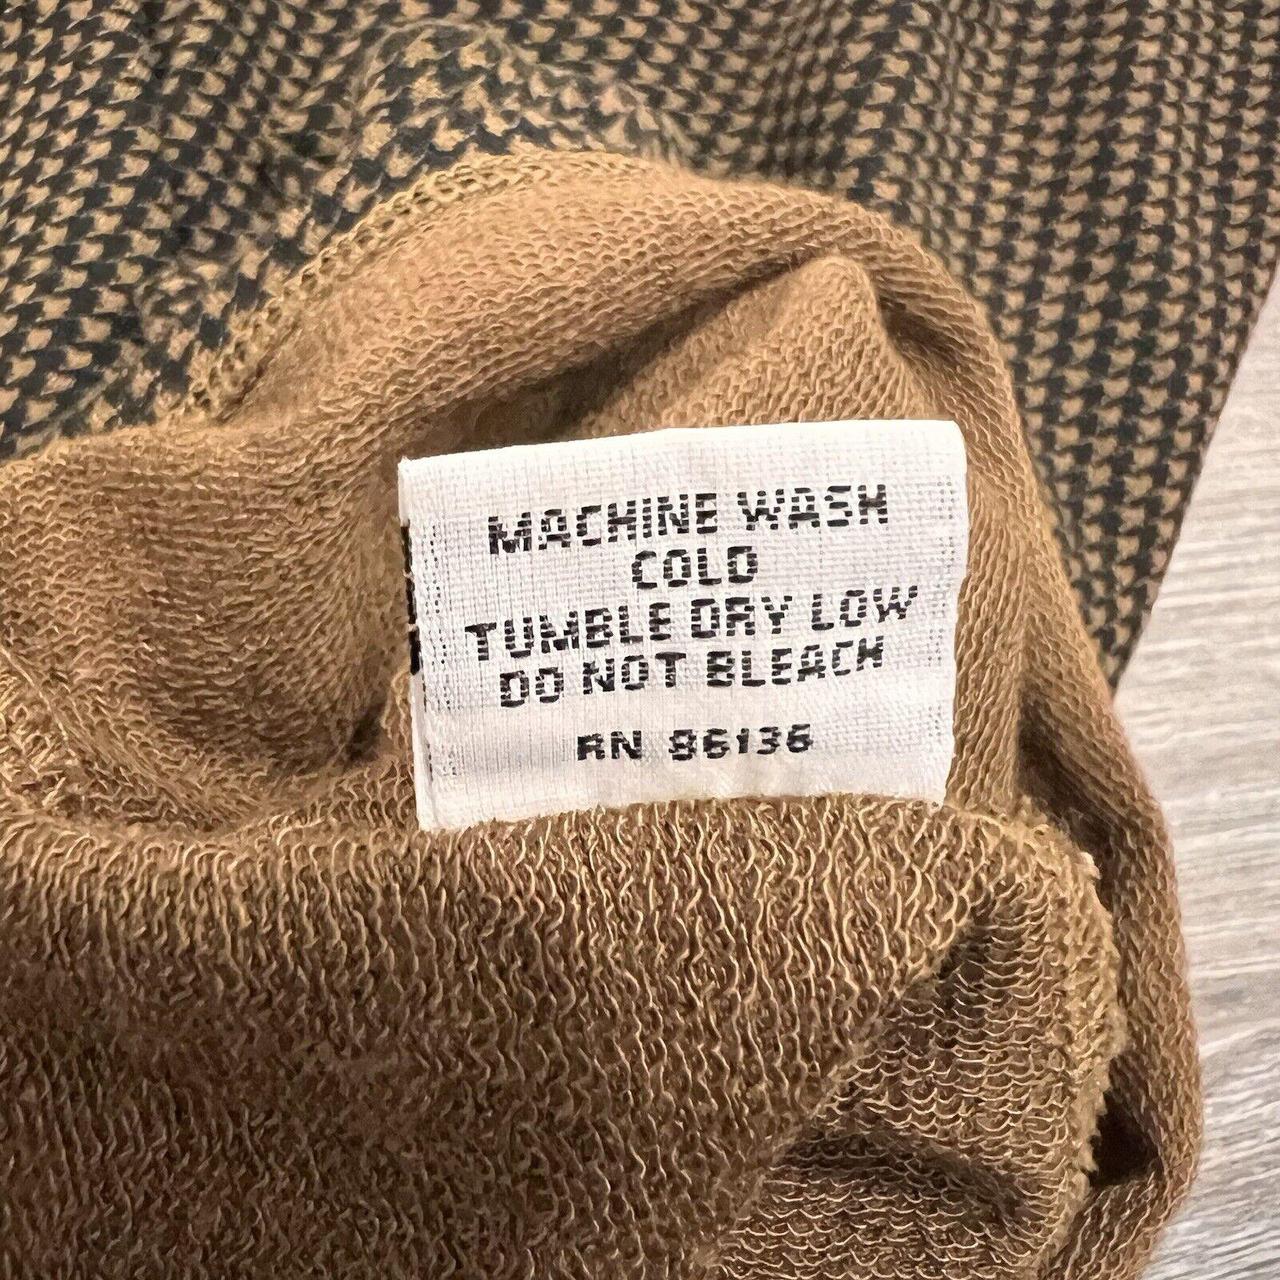 MACHINE WASH
COLD
TUMBLE DRY LOW
DO NOT BLEACH
RN 96136